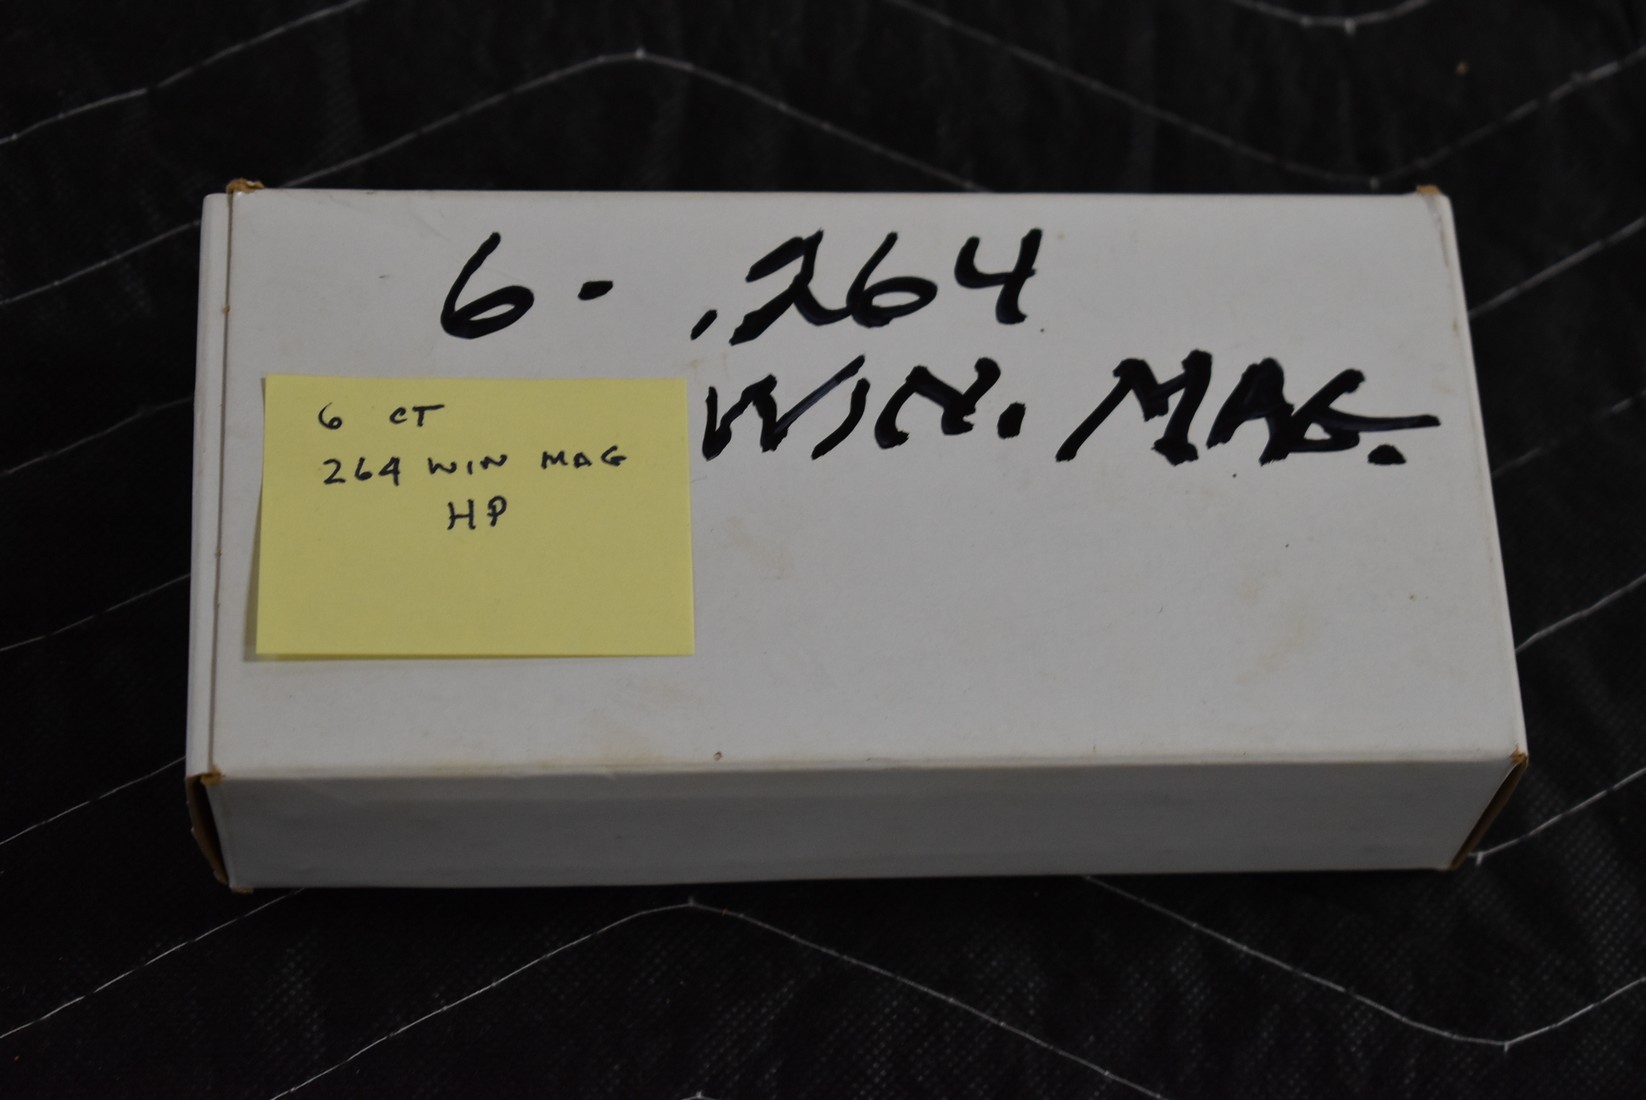 6- .264
WIN. MAG.
6 CT
264 WIN MAG
HP